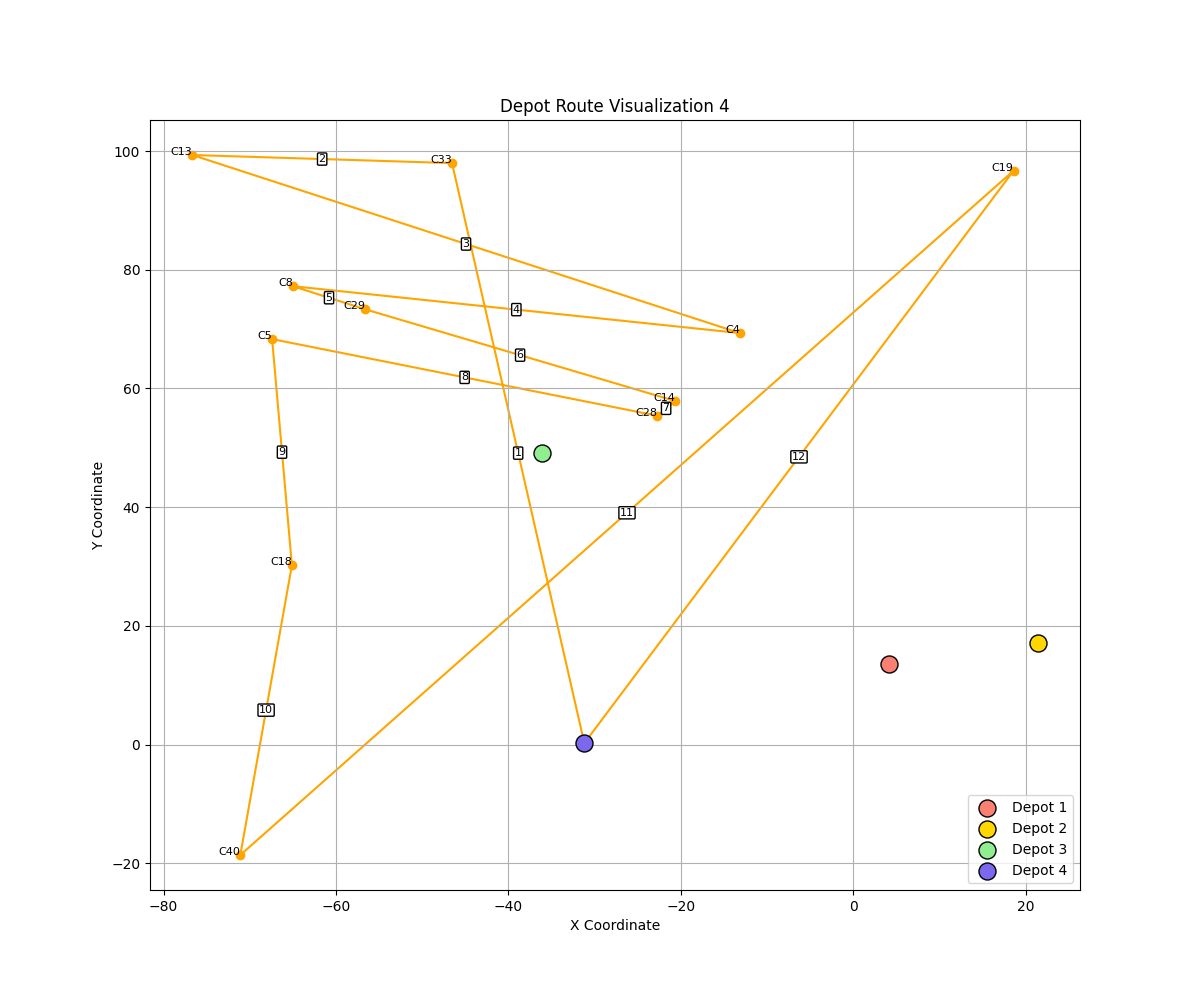 Depot Route Visualization 4
100
80
60
40
20
0
−20
Y Coordinate
C13
2
C33
C19
3
C8
5
C29
4
C4
C5
6
8
C14
7
C28
9
1
12
11
C18
10
C40
Depot 1
Depot 2
Depot 3
Depot 4
−80
−60
−40
−20
0
20
X Coordinate